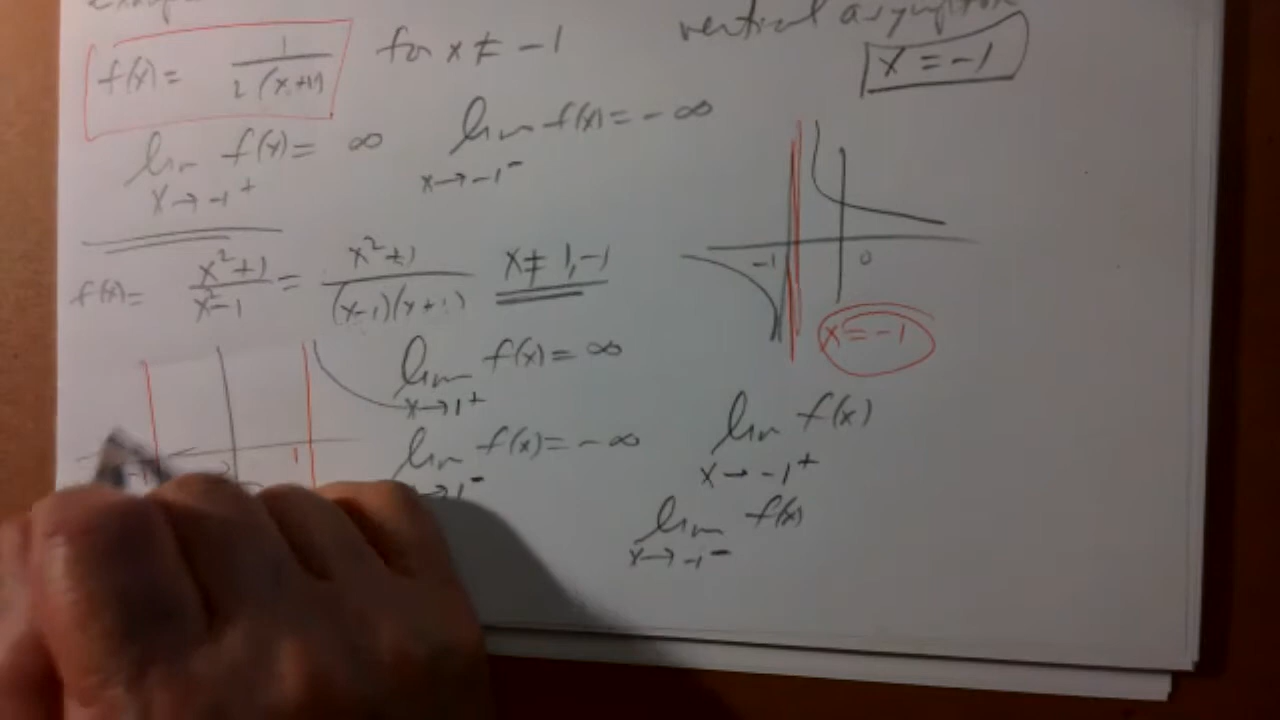 vertical asymptote
f(x) = 1 / 2(x+1) for x ≠ -1
x = -1
lim f(x) = ∞ lim f(x) = -∞
x → -1⁺ x → -1⁻
f(x) = x²+1 / x²-1 = x²+1 / (x-1)(x+1) x ≠ 1, -1
-1 0
x = -1
lim f(x) = ∞
x → 1⁺
lim f(x) = -∞
→ 1⁻
1
lim f(x)
x → -1⁺
lim f(x)
x → -1⁻